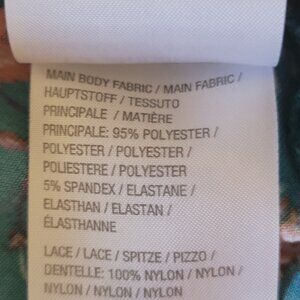 MAIN BODY FABRIC / MAIN FABRIC /
HAUPTSTOFF / TESSUTO
PRINCIPALE / MATIÈRE
PRINCIPALE: 95% POLYESTER /
POLYESTER / POLYESTER /
POLIESTERE / POLYESTER
5% SPANDEX / ELASTANE /
ELASTHAN / ELASTAN /
ÉLASTHANNE
LACE / LACE / SPITZE / PIZZO /
DENTELLE: 100% NYLON / NYLON /
NYLON / NYLON / NYLON